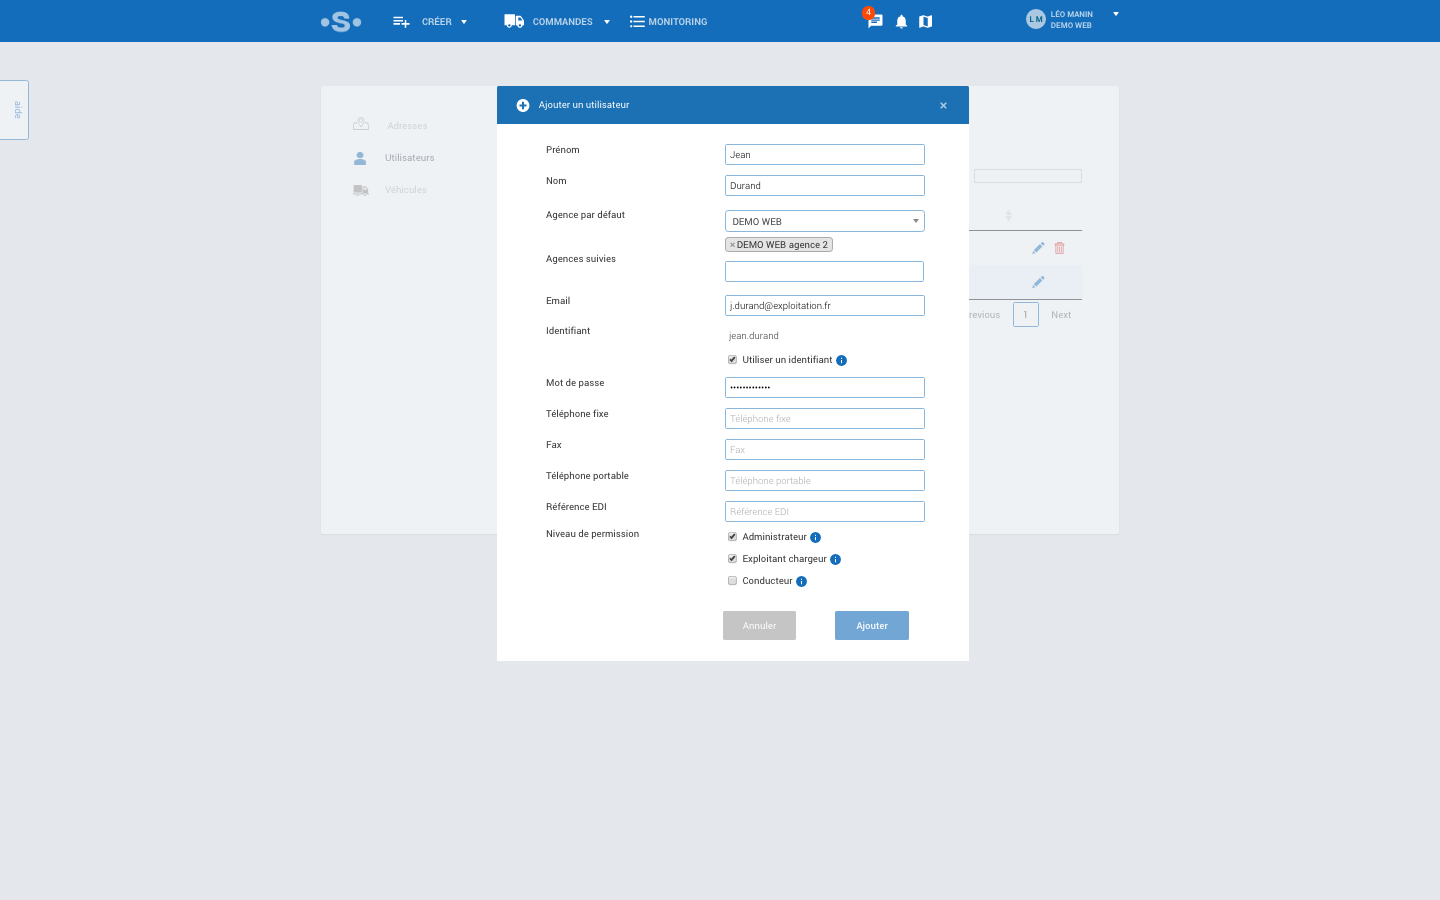 S
CRÉER
COMMANDES
MONITORING
4
LM
LÉO MANIN
DEMO WEB
aide
Adresses
Utilisateurs
Véhicules
Ajouter un utilisateur
×
Prénom
Jean
Nom
Durand
Agence par défaut
DEMO WEB
× DEMO WEB agence 2
Agences suivies
Email
j.durand@exploitation.fr
Identifiant
jean.durand
Utiliser un identifiant i
Mot de passe
•••••••••••••
Téléphone fixe
Téléphone fixe
Fax
Fax
Téléphone portable
Téléphone portable
Référence EDI
Référence EDI
Niveau de permission
Administrateur i
Exploitant chargeur i
Conducteur i
Annuler
Ajouter
revious
1
Next